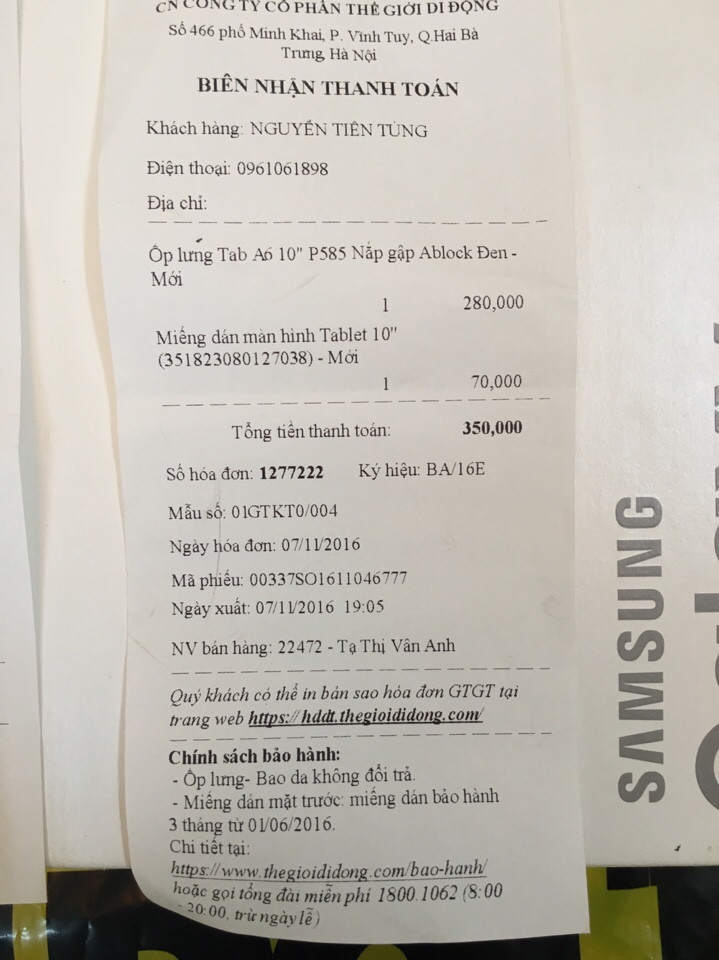 CN CÔNG TY CỔ PHẦN THẾ GIỚI DI ĐỘNG
Số 466 phố Minh Khai, P. Vĩnh Tuy, Q.Hai Bà
Trưng, Hà Nội
BIÊN NHẬN THANH TOÁN
Khách hàng: NGUYỄN TIẾN TÙNG
Điện thoại: 0961061898
Địa chỉ:
Ốp lưng Tab A6 10" P585 Nắp gập Ablock Đen -
Mới
1 280,000
Miếng dán màn hình Tablet 10"
(351823080127038) - Mới
1 70,000
Tổng tiền thanh toán: 350,000
Số hóa đơn: 1277222 Ký hiệu: BA/16E
Mẫu số: 01GTKT0/004
Ngày hóa đơn: 07/11/2016
Mã phiếu: 00337SO1611046777
Ngày xuất: 07/11/2016 19:05
NV bán hàng: 22472 - Tạ Thị Vân Anh
Quý khách có thể in bản sao hóa đơn GTGT tại
trang web https://hddt.thegioididong.com/
Chính sách bảo hành:
- Ốp lưng- Bao da không đổi trả.
- Miếng dán mặt trước: miếng dán bảo hành
3 tháng từ 01/06/2016.
Chi tiết tại:
https://www.thegioididong.com/bao-hanh/
hoặc gọi tổng đài miễn phí 1800.1062 (8:00
- 20:00, trừ ngày lễ)
SAMSUNG